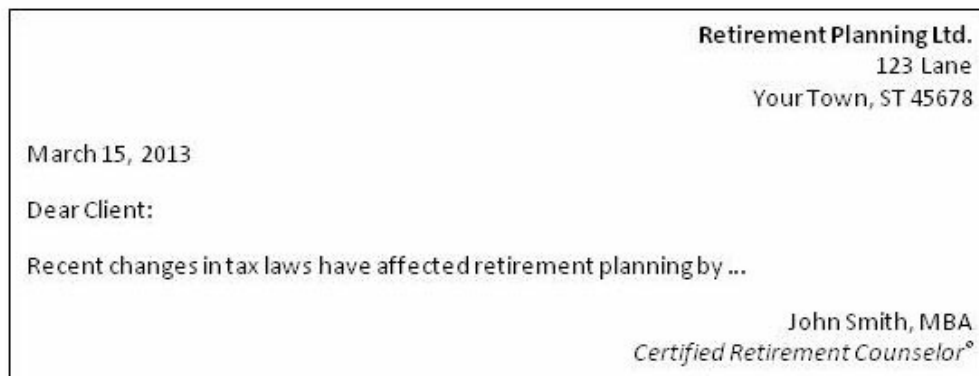 Retirement Planning Ltd.
123 Lane
Your Town, ST 45678
March 15, 2013
Dear Client:
Recent changes in tax laws have affected retirement planning by ...
John Smith, MBA
Certified Retirement Counselor®